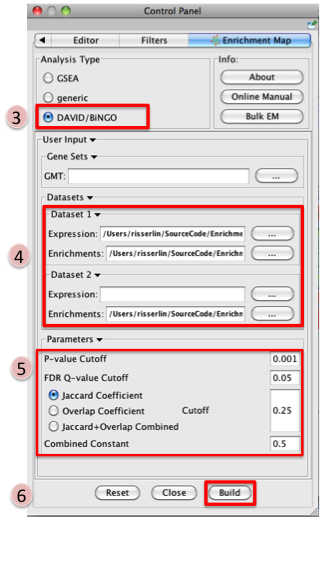 Control Panel
Editor Filters Enrichment Map
Analysis Type
GSEA
generic
3 DAVID/BiNGO
Info:
About
Online Manual
Bulk EM
User Input
Gene Sets
GMT: ...
Datasets
Dataset 1
Expression: /Users/risserlin/SourceCode/Enrichme ...
4 Enrichments: /Users/risserlin/SourceCode/Enrichn ...
Dataset 2
Expression: ...
Enrichments: /Users/risserlin/SourceCode/Enrichn ...
Parameters
P-value Cutoff 0.001
5 FDR Q-value Cutoff 0.05
Jaccard Coefficient
Overlap Coefficient Cutoff 0.25
Jaccard+Overlap Combined
Combined Constant 0.5
6 Reset Close Build